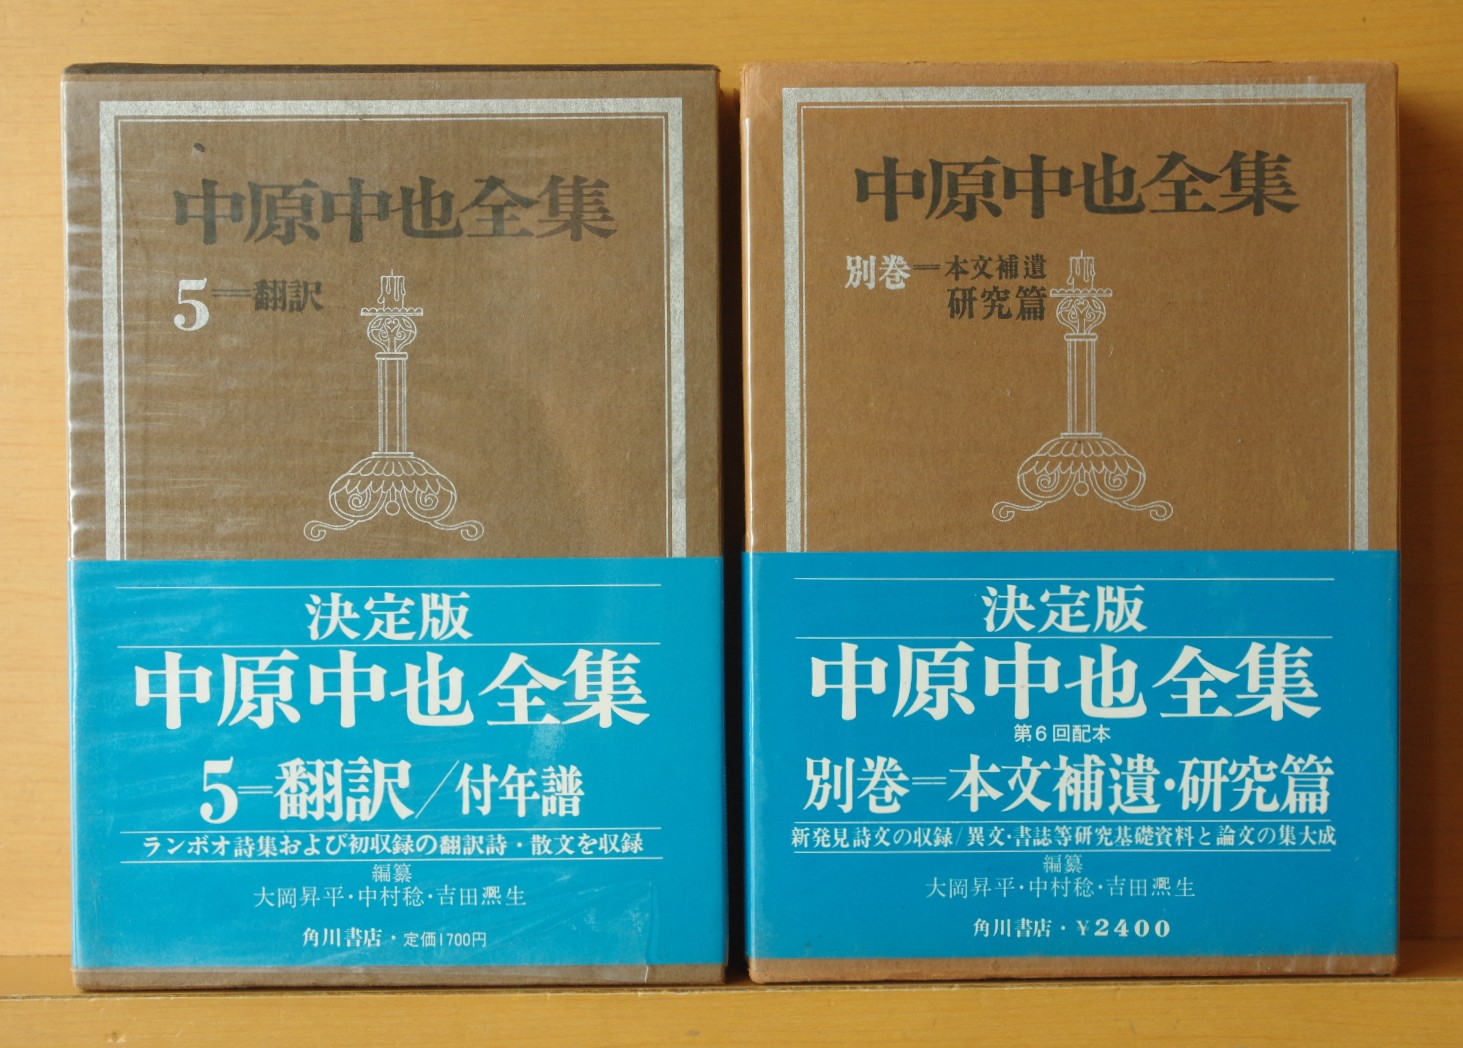 中原中也全集
5＝翻訳
決定版
中原中也全集
5＝翻訳／付年譜
ランボオ詩集および初収録の翻訳詩・散文を収録
編纂
大岡昇平・中村稔・吉田凞生
角川書店・定価1700円
中原中也全集
別巻＝本文補遺
研究篇
決定版
中原中也全集
第6回配本
別巻＝本文補遺・研究篇
新発見詩文の収録/異文・書誌等研究基礎資料と論文の集大成
編纂
大岡昇平・中村稔・吉田凞生
角川書店・￥2400